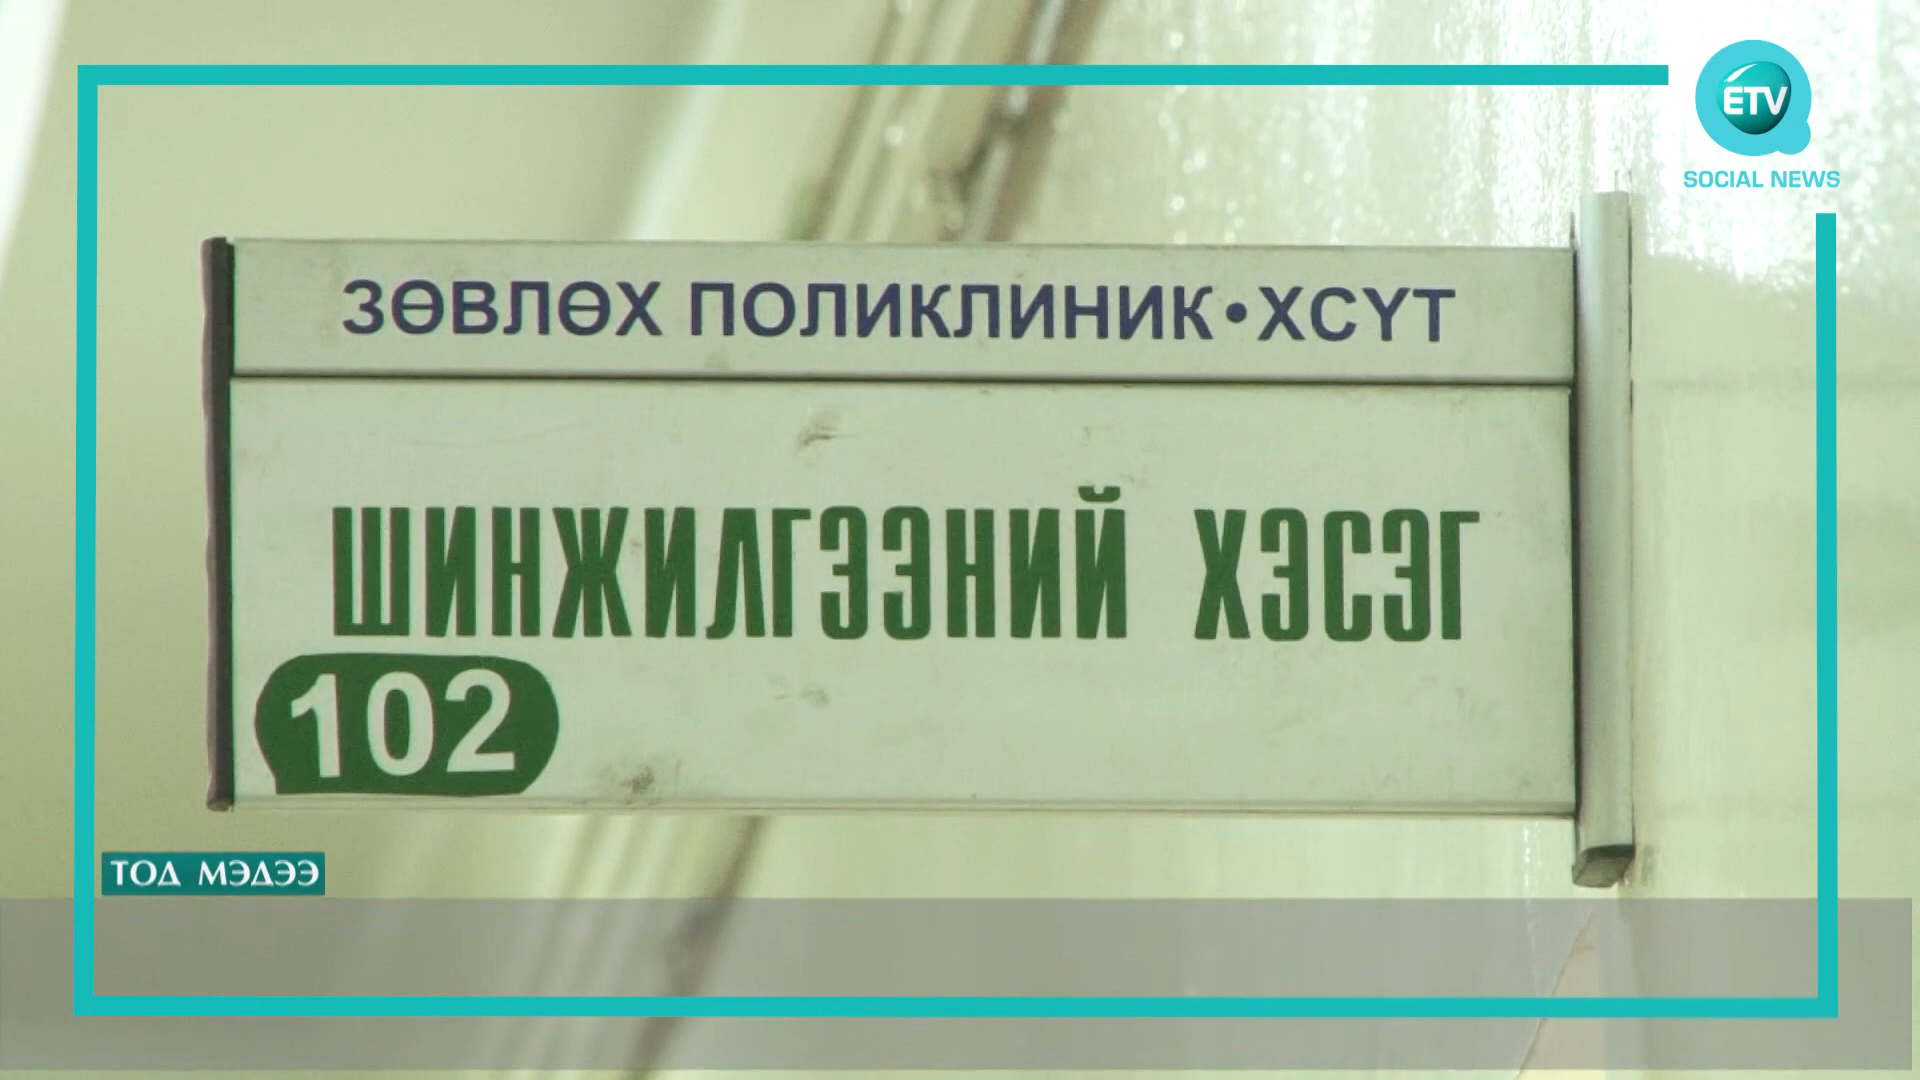 ETV
SOCIAL NEWS
ЗӨВЛӨХ ПОЛИКЛИНИК•ХСҮТ
ШИНЖИЛГЭЭНИЙ ХЭСЭГ
102
ТОД МЭДЭЭ